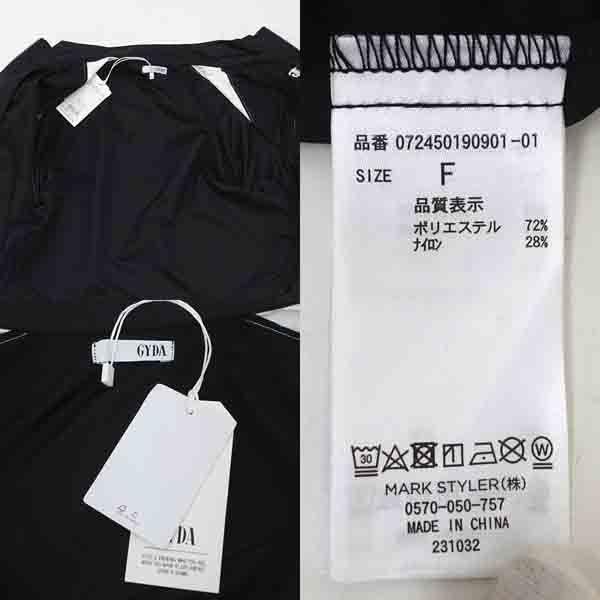 GYDA
GYDA
品番 072450190901-01
SIZE F
品質表示
ポリエステル 72%
ナイロン 28%
30
W
MARK STYLER(株)
0570-050-757
MADE IN CHINA
231032